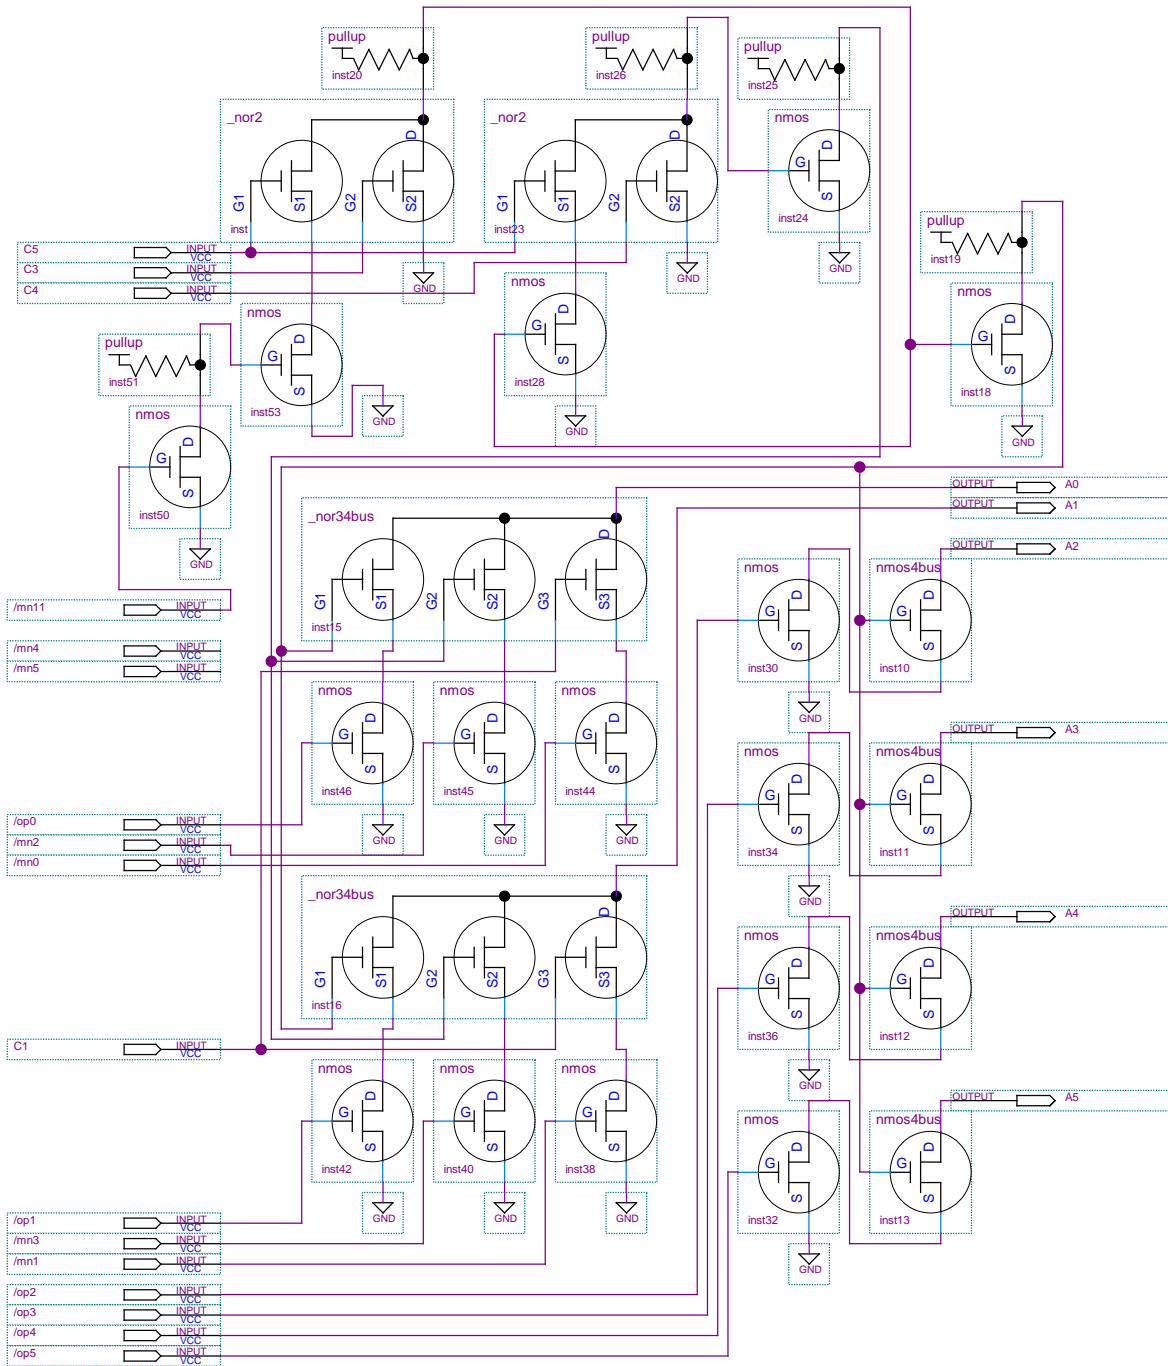 pullup
inst20
pullup
inst26
pullup
inst25
_nor2
G1
S1
G2
S2
D
inst
_nor2
G1
S1
G2
S2
D
inst23
nmos
G
D
S
inst24
GND
pullup
inst19
C5 INPUT VCC
C3 INPUT VCC
C4 INPUT VCC
GND
GND
nmos
G
D
S
inst53
GND
nmos
G
D
S
inst28
GND
nmos
G
D
S
inst18
GND
pullup
inst51
nmos
G
D
S
inst50
GND
OUTPUT A0
OUTPUT A1
OUTPUT A2
_nor34bus
G1
S1
G2
S2
G3
S3
D
inst15
nmos
G
D
S
inst30
GND
nmos4bus
G
D
S
inst10
/mn11 INPUT VCC
/mn4 INPUT VCC
/mn5 INPUT VCC
nmos
G
D
S
inst46
GND
nmos
G
D
S
inst45
GND
nmos
G
D
S
inst44
GND
OUTPUT A3
nmos
G
D
S
inst34
GND
nmos4bus
G
D
S
inst11
/op0 INPUT VCC
/mn2 INPUT VCC
/mn0 INPUT VCC
_nor34bus
G1
S1
G2
S2
G3
S3
D
inst16
OUTPUT A4
nmos
G
D
S
inst36
GND
nmos4bus
G
D
S
inst12
C1 INPUT VCC
nmos
G
D
S
inst42
GND
nmos
G
D
S
inst40
GND
nmos
G
D
S
inst38
GND
OUTPUT A5
nmos
G
D
S
inst32
GND
nmos4bus
G
D
S
inst13
/op1 INPUT VCC
/mn3 INPUT VCC
/mn1 INPUT VCC
/op2 INPUT VCC
/op3 INPUT VCC
/op4 INPUT VCC
/op5 INPUT VCC